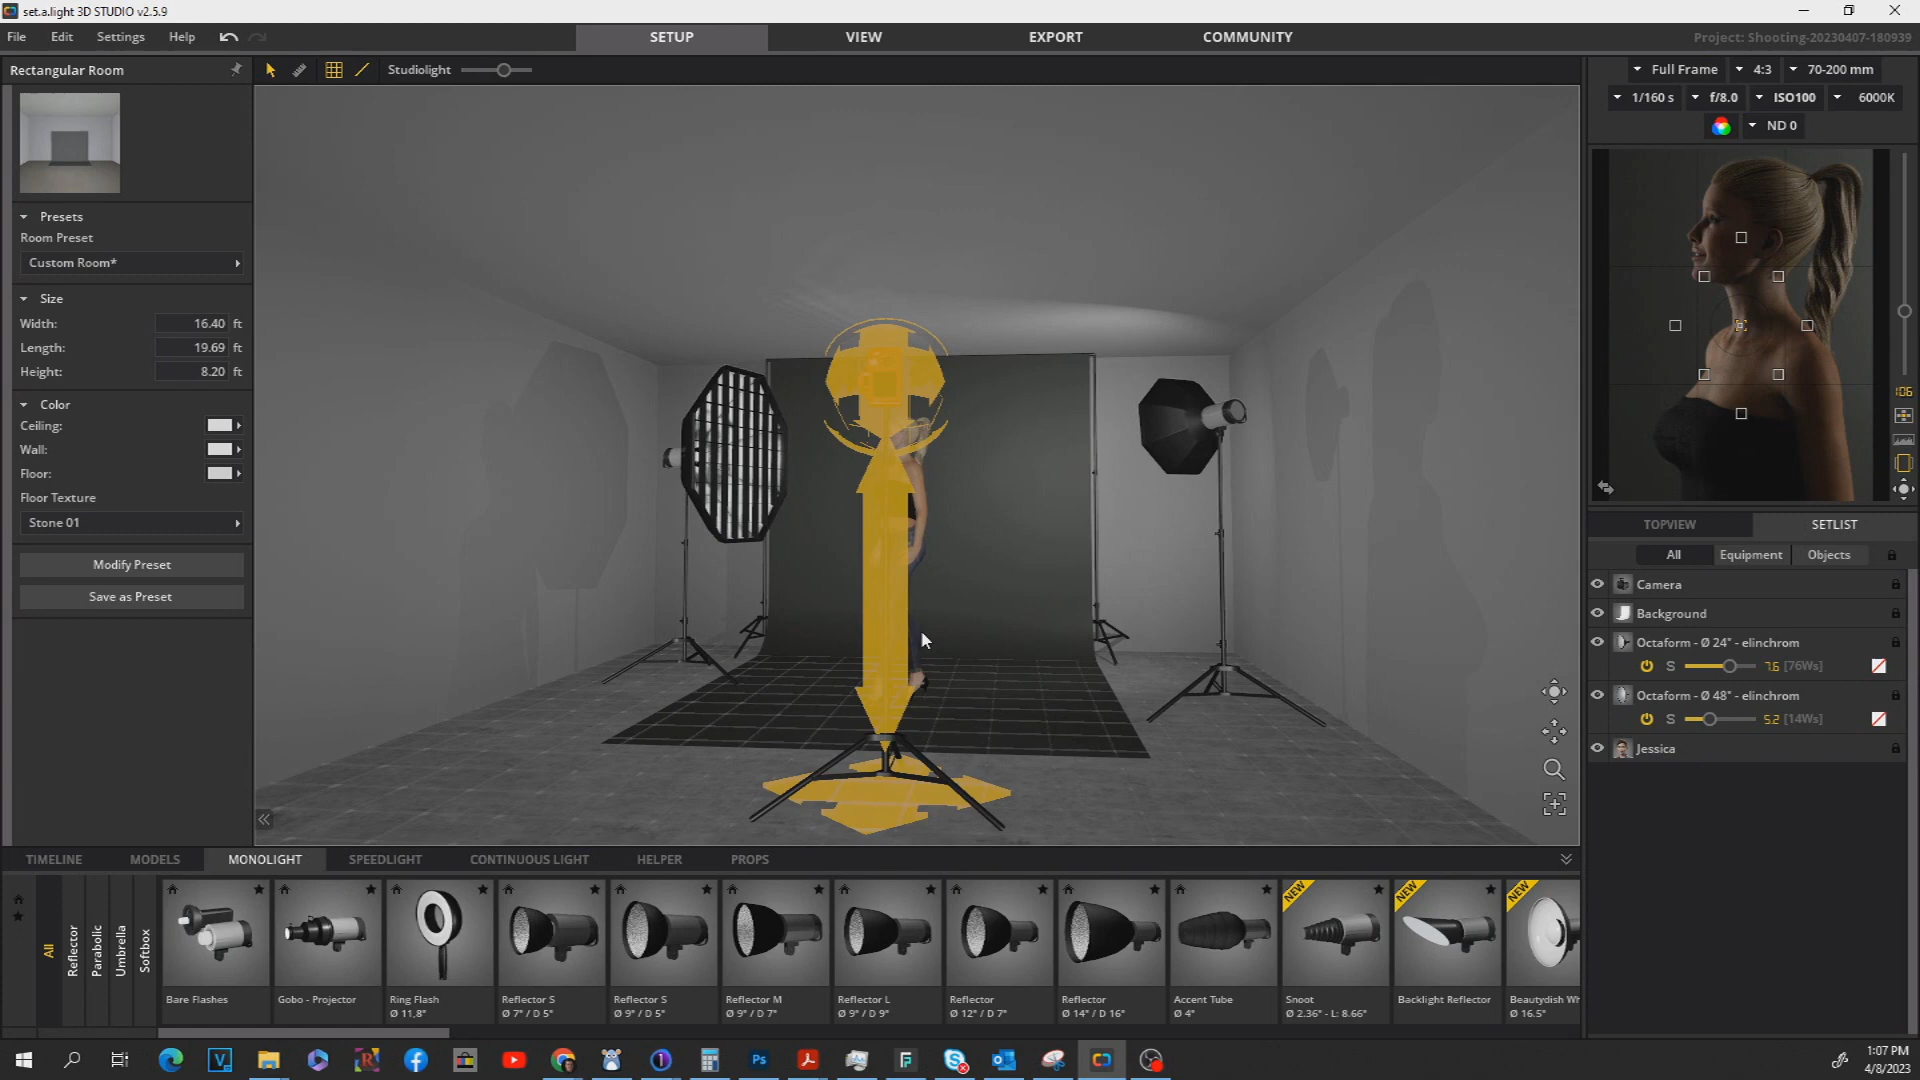 set.a.light 3D STUDIO v2.5.9
File Edit Settings Help
SETUP VIEW EXPORT COMMUNITY
Project: Shooting-20230407-180939
Rectangular Room
Studiolight
Full Frame 4:3 70-200 mm
1/160 s f/8.0 ISO100 6000K
ND 0
Presets
Room Preset
Custom Room*
Size
Width: 16.40 ft
Length: 19.69 ft
Height: 8.20 ft
Color
Ceiling:
Wall:
Floor:
Floor Texture
Stone 01
Modify Preset
Save as Preset
106
TOPVIEW SETLIST
All Equipment Objects
Camera
Background
Octaform - Ø 24" - elinchrom
S 7.6 [76Ws]
Octaform - Ø 48" - elinchrom
S 5.2 [14Ws]
Jessica
TIMELINE MODELS MONOLIGHT SPEEDLIGHT CONTINUOUS LIGHT HELPER PROPS
All
Reflector
Parabolic
Umbrella
Softbox
NEW NEW NEW
Bare Flashes
Gobo - Projector
Ring Flash
Ø 11,8"
Reflector S
Ø 7" / D 5"
Reflector S
Ø 9" / D 5"
Reflector M
Ø 9" / D 7"
Reflector L
Ø 9" / D 9"
Reflector
Ø 12" / D 7"
Reflector
Ø 14" / D 16"
Accent Tube
Ø 4"
Snoot
Ø 2.36" - L: 8.66"
Backlight Reflector
Beautydish Wh
Ø 16.5"
V R Ps F
1:07 PM
4/8/2023